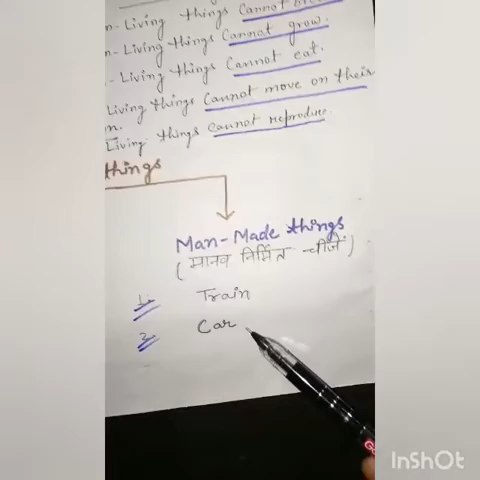 n-Living things Cannot
n-Living things Cannot grow.
-Living things Cannot eat.
Living things Cannot move on their
n.
Living things Cannot reproduce.
things
Man-Made things
(मानव निर्मित चीजें)
1. Train
2. Car
InShOt